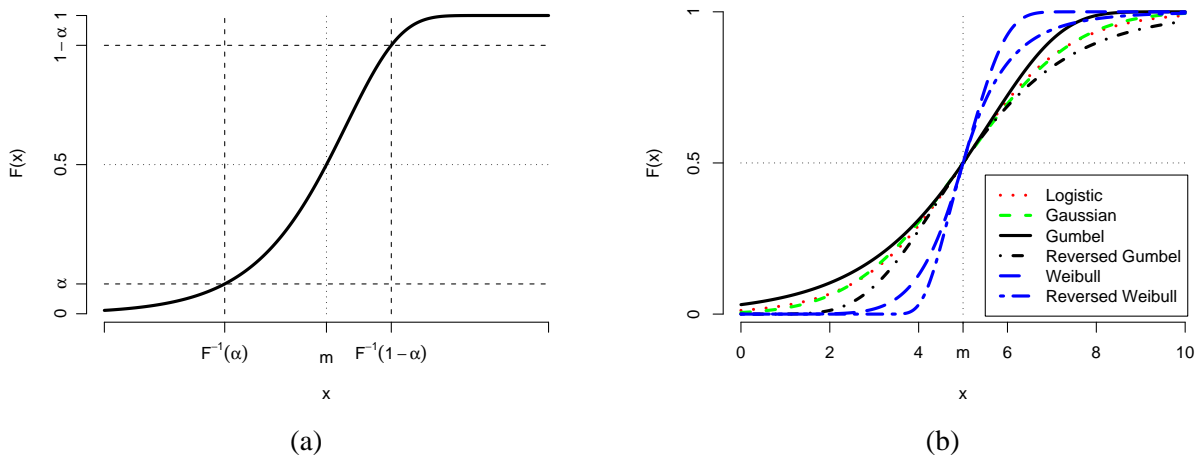 F(x)
1
1 − α
0.5
α
0
F⁻¹(α)
m
F⁻¹(1 − α)
x
(a)
F(x)
1
0.5
0
0
2
4
m
6
8
10
x
Logistic
Gaussian
Gumbel
Reversed Gumbel
Weibull
Reversed Weibull
(b)